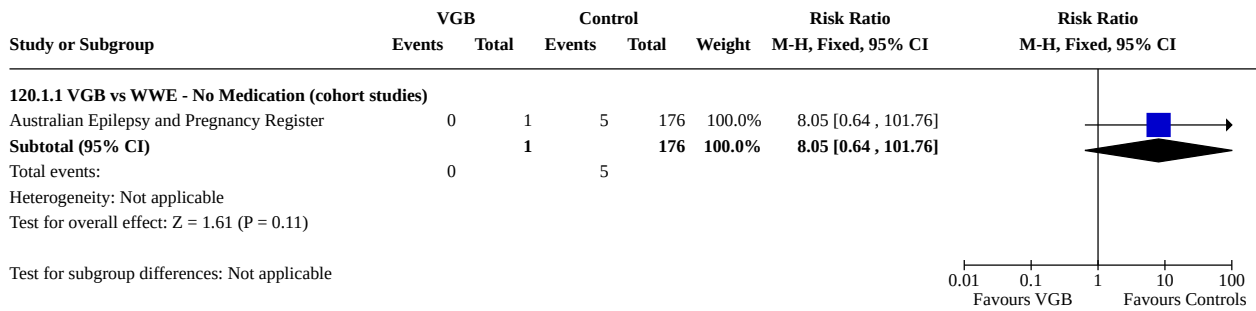 VGB Control Risk Ratio Risk Ratio
Study or Subgroup Events Total Events Total Weight M-H, Fixed, 95% CI M-H, Fixed, 95% CI
120.1.1 VGB vs WWE - No Medication (cohort studies)
Australian Epilepsy and Pregnancy Register 0 1 5 176 100.0% 8.05 [0.64 , 101.76]
Subtotal (95% CI) 1 176 100.0% 8.05 [0.64 , 101.76]
Total events: 0 5
Heterogeneity: Not applicable
Test for overall effect: Z = 1.61 (P = 0.11)
Test for subgroup differences: Not applicable
0.01 0.1 1 10 100
Favours VGB Favours Controls